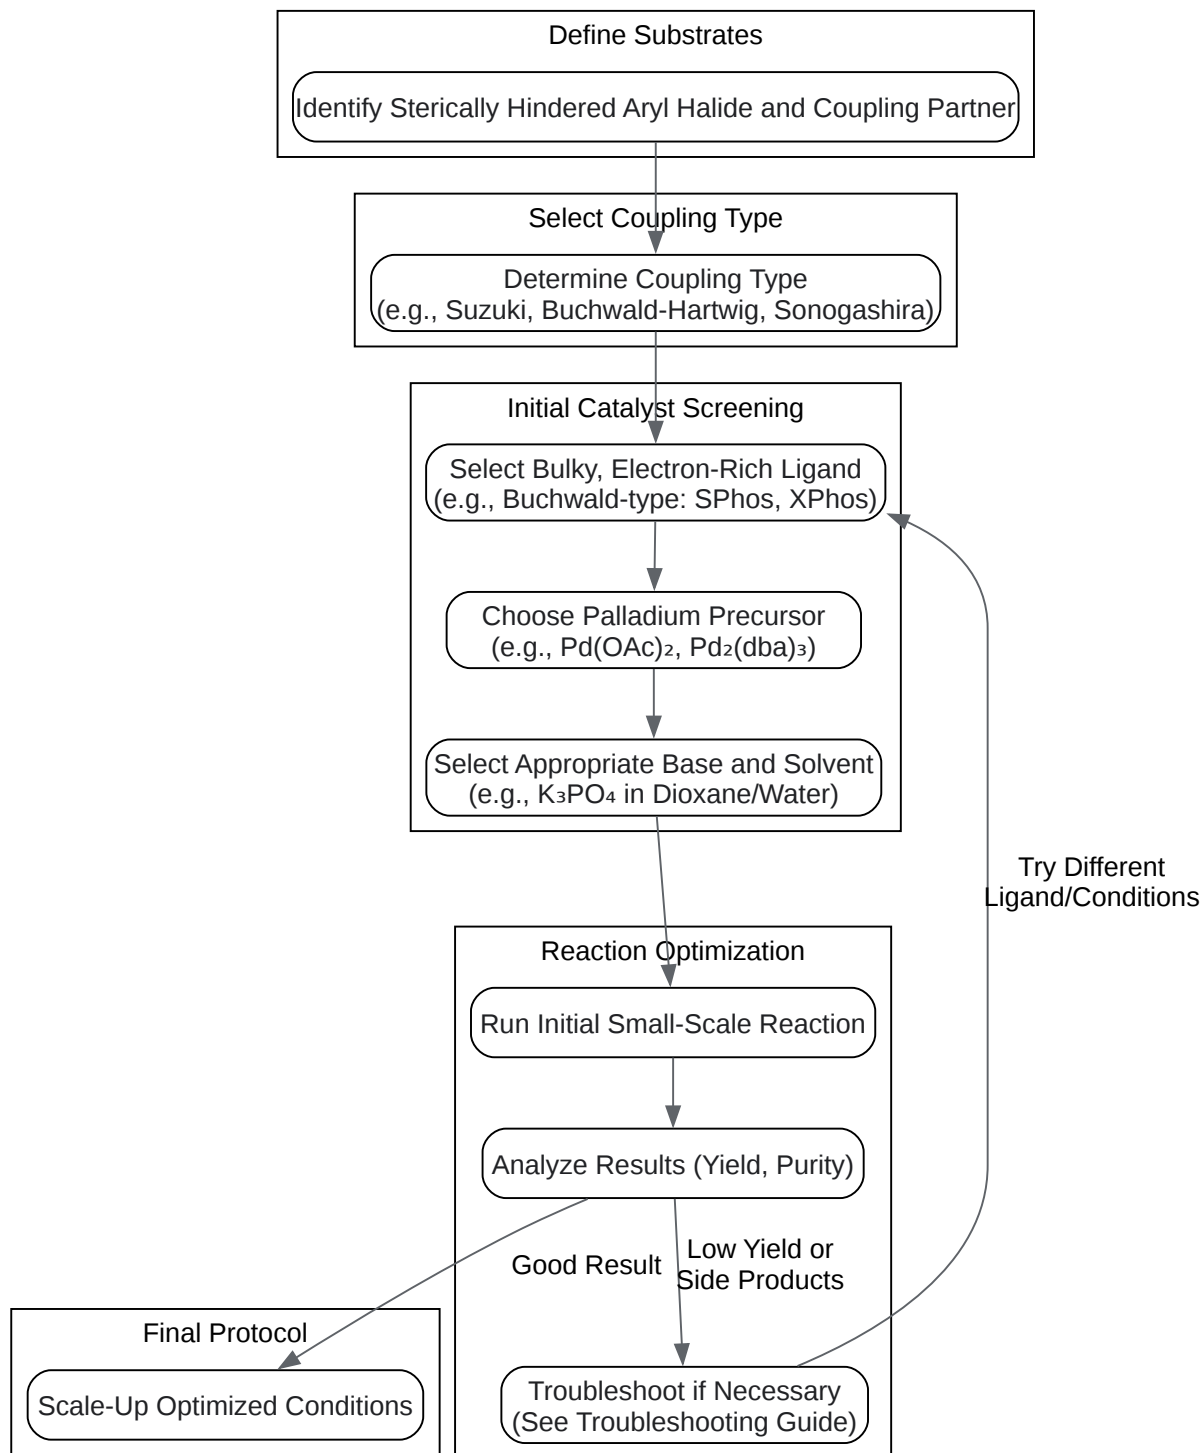 Define Substrates
Identify Sterically Hindered Aryl Halide and Coupling Partner
Select Coupling Type
Determine Coupling Type
(e.g., Suzuki, Buchwald-Hartwig, Sonogashira)
Initial Catalyst Screening
Select Bulky, Electron-Rich Ligand
(e.g., Buchwald-type: SPhos, XPhos)
Choose Palladium Precursor
(e.g., Pd(OAc)₂, Pd₂(dba)₃)
Select Appropriate Base and Solvent
(e.g., K₃PO₄ in Dioxane/Water)
Try Different
Ligand/Conditions
Reaction Optimization
Run Initial Small-Scale Reaction
Analyze Results (Yield, Purity)
Good Result
Low Yield or
Side Products
Final Protocol
Scale-Up Optimized Conditions
Troubleshoot if Necessary
(See Troubleshooting Guide)